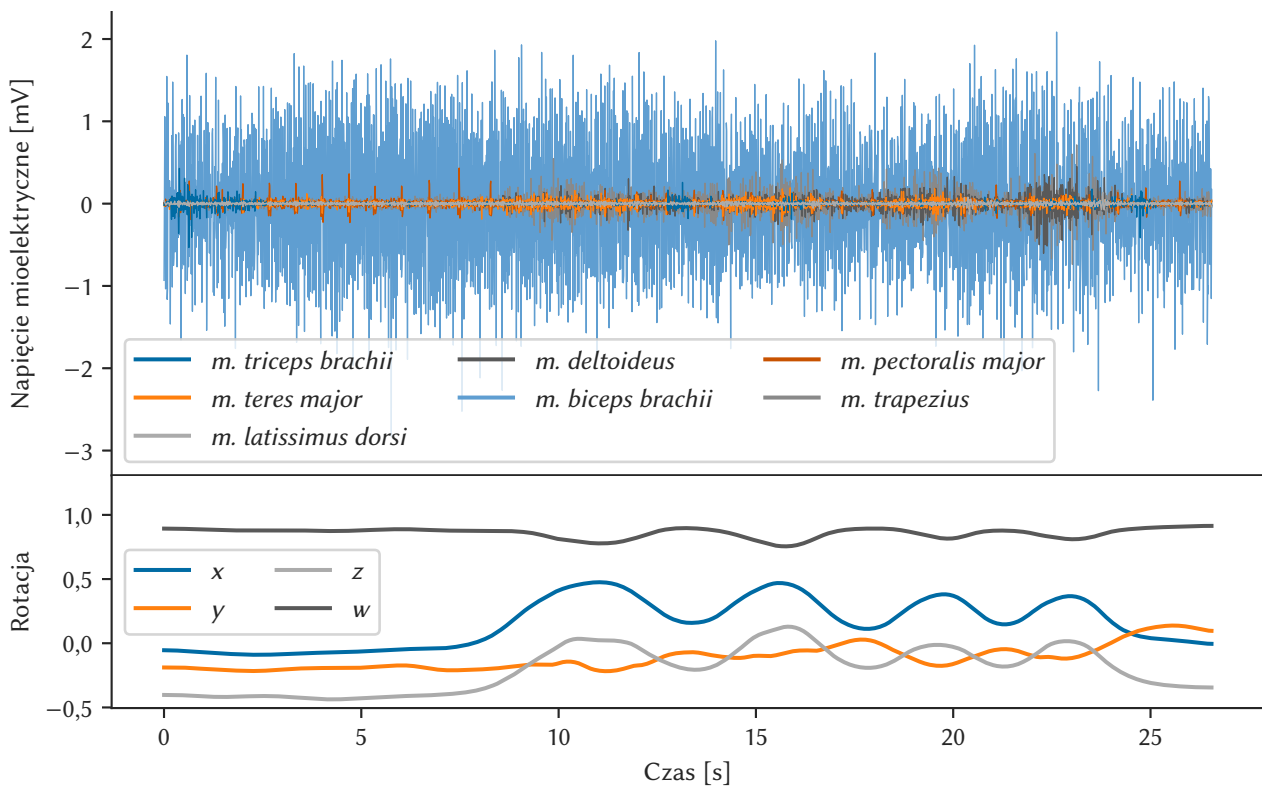 Napięcie mioelektryczne [mV]
2
1
0
−1
−2
−3
m. triceps brachii
m. deltoideus
m. pectoralis major
m. teres major
m. biceps brachii
m. trapezius
m. latissimus dorsi
Rotacja
1,0
0,5
0,0
−0,5
x
z
y
w
0
5
10
15
20
25
Czas [s]